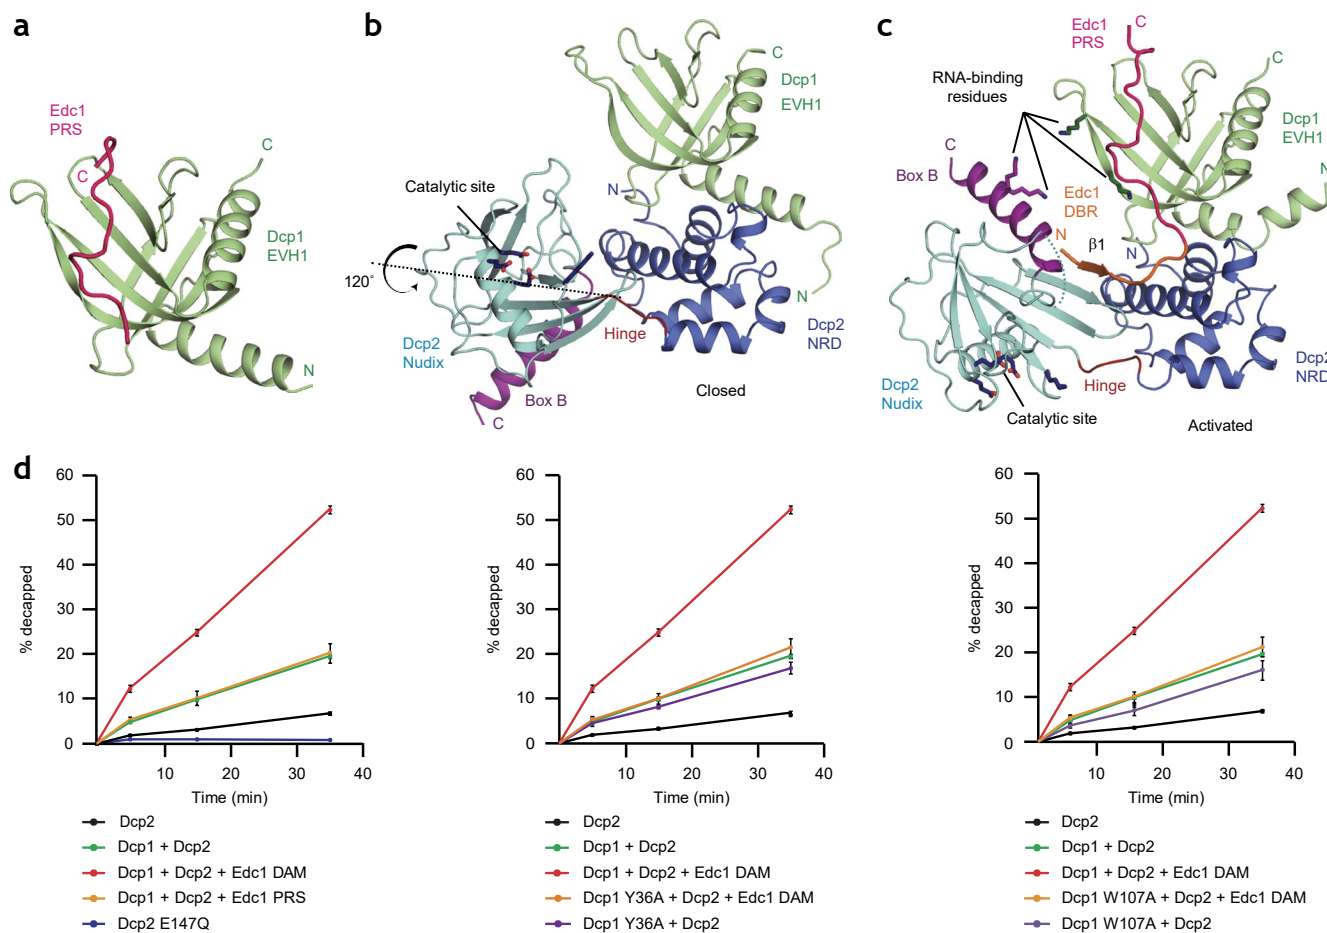 a
Edc1
PRS
C
C
Dcp1
EVH1
N
b
C
Dcp1
EVH1
Catalytic site
N
120°
N
Hinge
Dcp2
Nudix
Dcp2
NRD
Box B
Closed
C
c
Edc1
PRS
C
C
RNA-binding
residues
Dcp1
EVH1
C
Box B
Edc1
DBR
N
N
β1
N
Dcp2
NRD
Hinge
Dcp2
Nudix
Catalytic site
Activated
d
% decapped
60
50
40
30
20
10
0
10 20 30 40
Time (min)
Dcp2
Dcp1 + Dcp2
Dcp1 + Dcp2 + Edc1 DAM
Dcp1 + Dcp2 + Edc1 PRS
Dcp2 E147Q
% decapped
60
50
40
30
20
10
0
10 20 30 40
Time (min)
Dcp2
Dcp1 + Dcp2
Dcp1 + Dcp2 + Edc1 DAM
Dcp1 Y36A + Dcp2 + Edc1 DAM
Dcp1 Y36A + Dcp2
% decapped
60
50
40
30
20
10
0
10 20 30 40
Time (min)
Dcp2
Dcp1 + Dcp2
Dcp1 + Dcp2 + Edc1 DAM
Dcp1 W107A + Dcp2 + Edc1 DAM
Dcp1 W107A + Dcp2